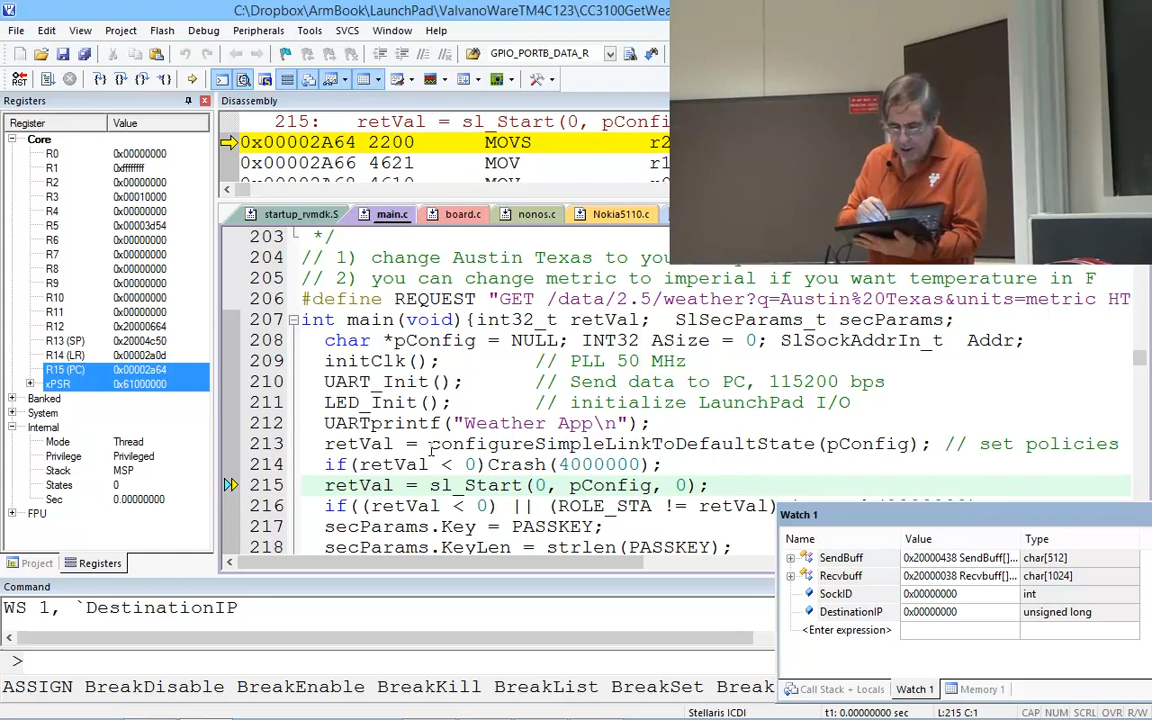 C:\Dropbox\ArmBook\LaunchPad\ValvanoWareTM4C123\CC3100GetWea
File Edit View Project Flash Debug Peripherals Tools SVCS Window Help
GPIO_PORTB_DATA_R
RST
Registers
Disassembly
Register Value
215: retVal = sl_Start(0, pConfi
Core
0x00002A64 2200 MOVS r2
R0 0x00000000
0x00002A66 4621 MOV r1
R1 0xffffffff
0x00002A68 4610 MOV r0
R2 0x00000000
R3 0x00010000
R4 0x00000000
R5 0x00003d54
R6 0x00000000
R7 0x00000000
R8 0x00000000
R9 0x00000000
R10 0x00000000
R11 0x00000000
R12 0x20000664
R13 (SP) 0x20004c50
R14 (LR) 0x00002a0d
R15 (PC) 0x00002a64
xPSR 0x61000000
Banked
System
Internal
Mode Thread
Privilege Privileged
Stack MSP
States 0
Sec 0.00000000
FPU
Project Registers
startup_rvmdk.S main.c board.c nonos.c Nokia5110.c
203 */
204 // 1) change Austin Texas to you
205 // 2) you can change metric to imperial if you want temperature in F
206 #define REQUEST "GET /data/2.5/weather?q=Austin%20Texas&units=metric HT
207 int main(void){int32_t retVal; SlSecParams_t secParams;
208 char *pConfig = NULL; INT32 ASize = 0; SlSockAddrIn_t Addr;
209 initClk(); // PLL 50 MHz
210 UART_Init(); // Send data to PC, 115200 bps
211 LED_Init(); // initialize LaunchPad I/O
212 UARTprintf("Weather App\n");
213 retVal = configureSimpleLinkToDefaultState(pConfig); // set policies
214 if(retVal < 0)Crash(4000000);
215 retVal = sl_Start(0, pConfig, 0);
216 if((retVal < 0) || (ROLE_STA != retVal)
217 secParams.Key = PASSKEY;
218 secParams.KeyLen = strlen(PASSKEY);
Watch 1
Name Value Type
SendBuff 0x20000438 SendBuff[]... char[512]
Recvbuff 0x20000038 Recvbuff[]... char[1024]
SockID 0x00000000 int
DestinationIP 0x00000000 unsigned long
<Enter expression>
Call Stack + Locals Watch 1 Memory 1
Command
WS 1, `DestinationIP
>
ASSIGN BreakDisable BreakEnable BreakKill BreakList BreakSet Break
Stellaris ICDI t1: 0.00000000 sec L:215 C:1 CAP NUM SCRL OVR R/W